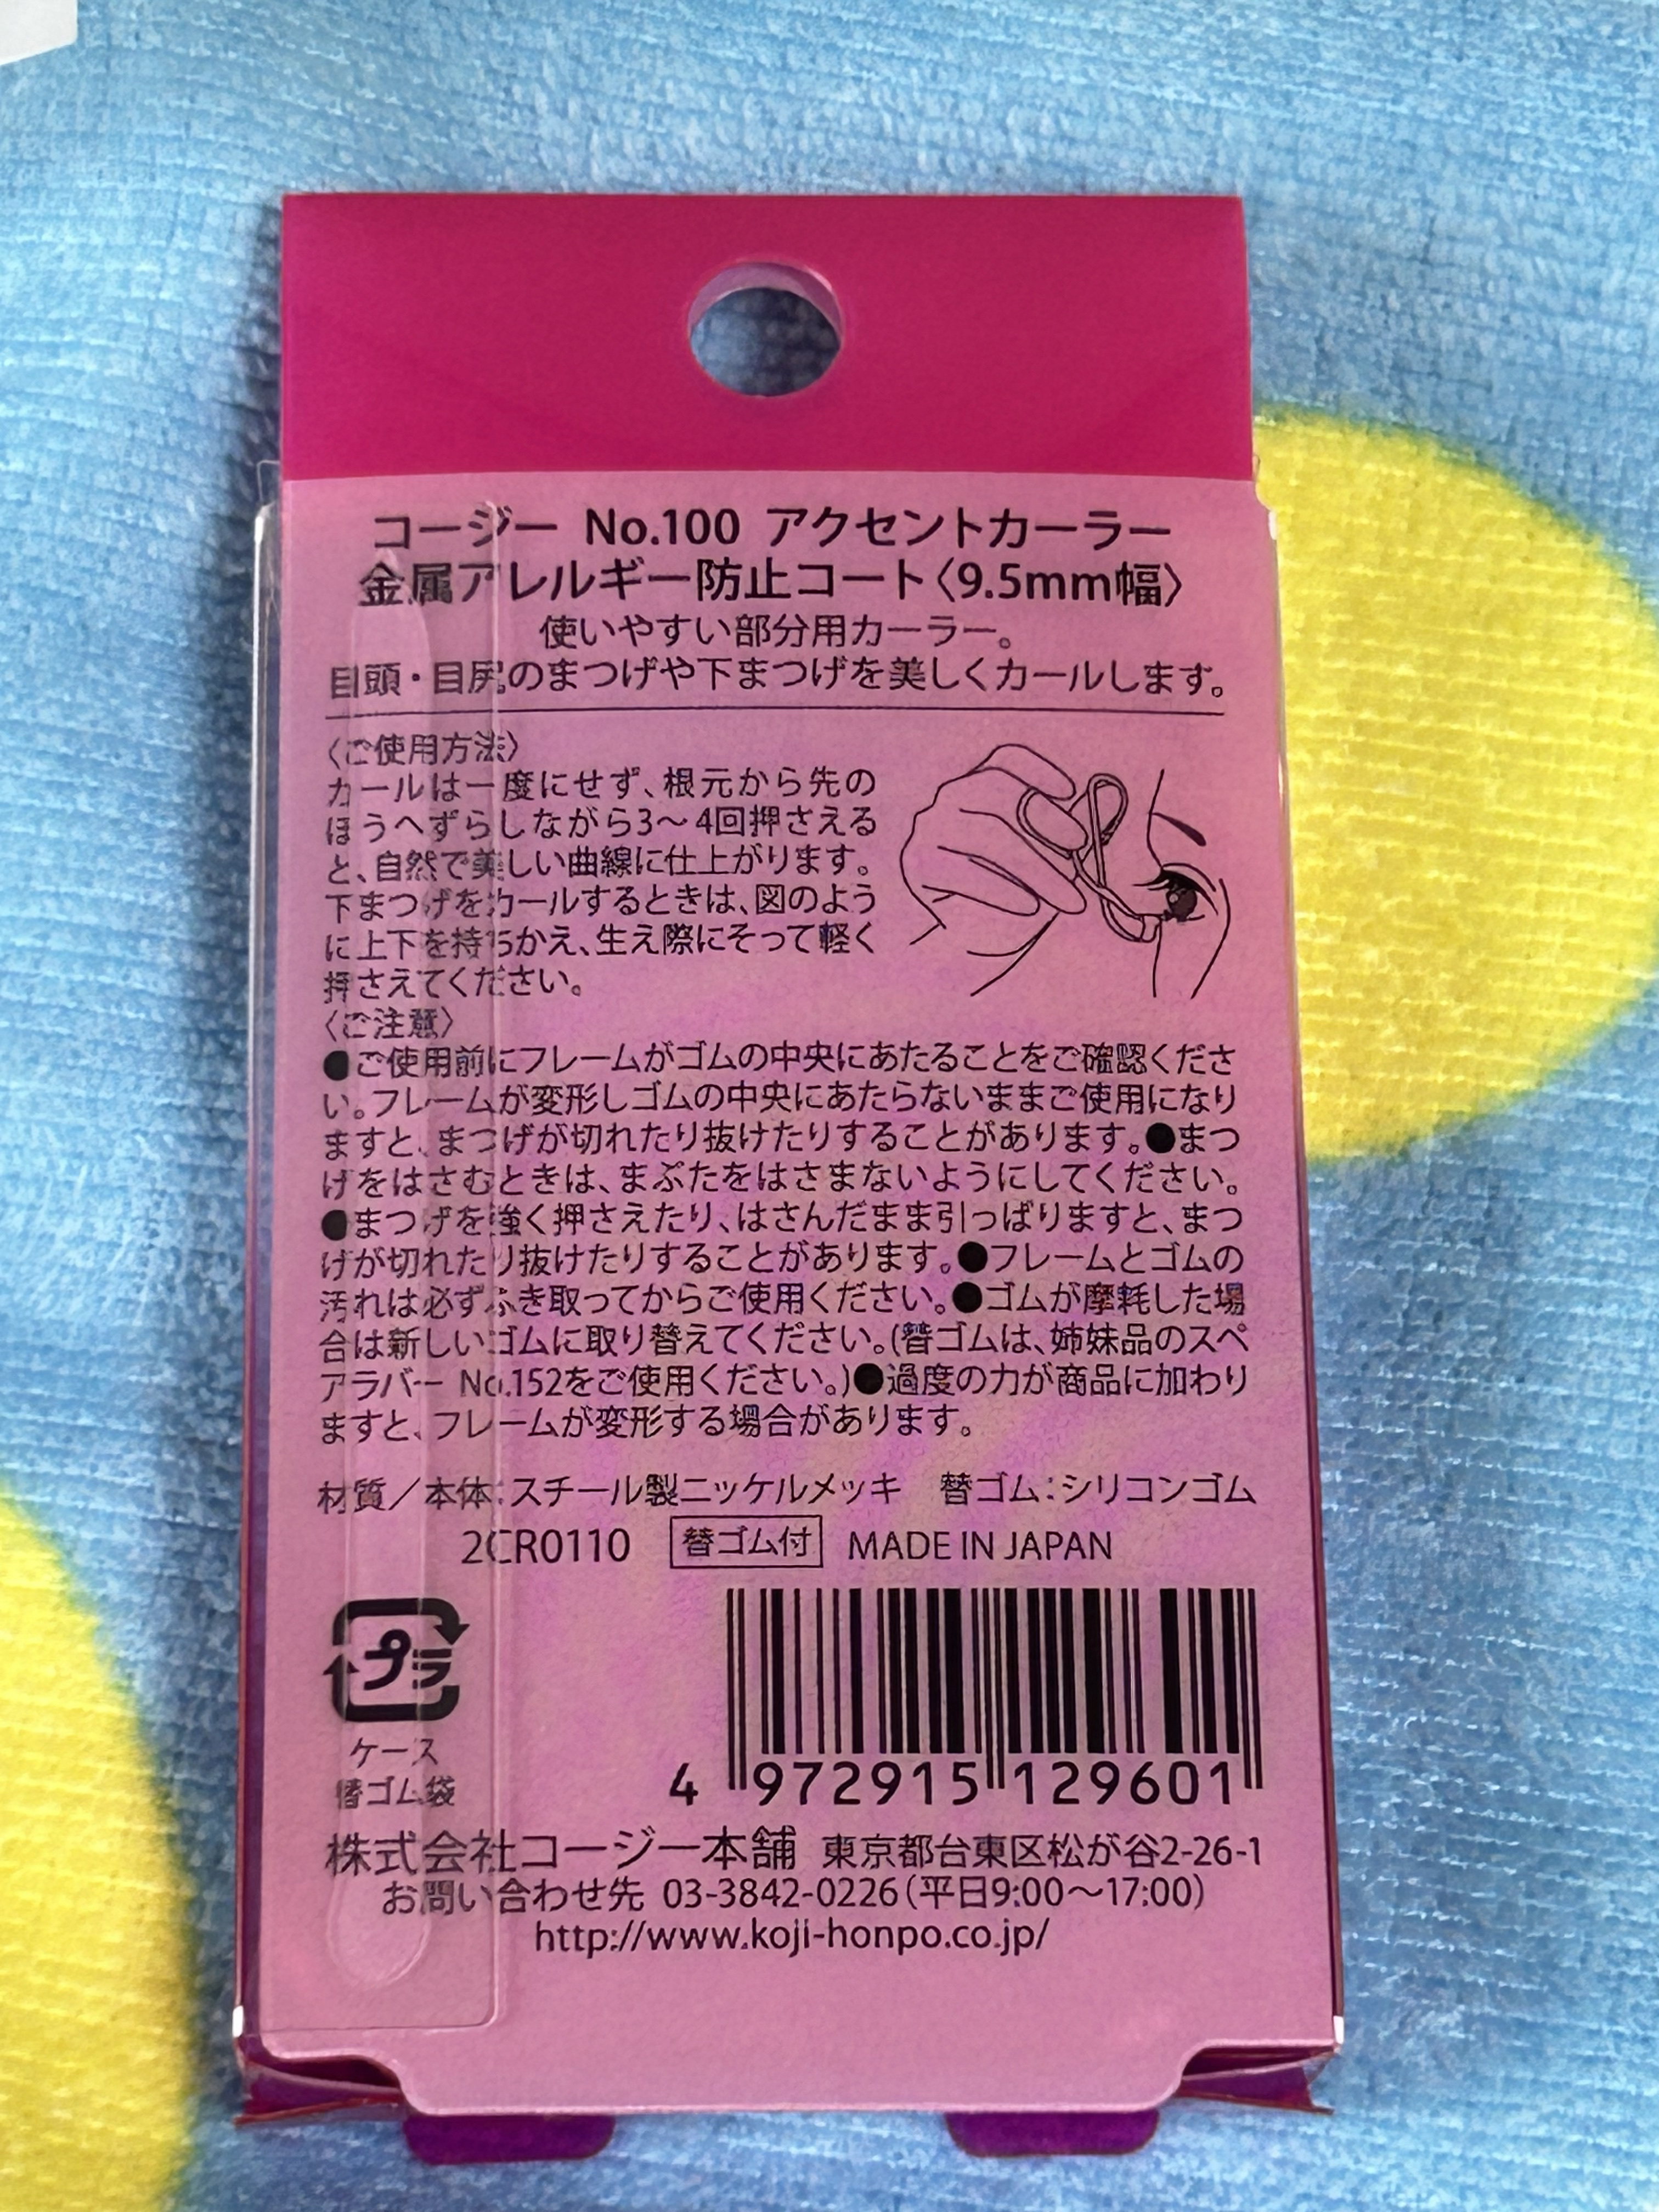 コージー No.100 アクセントカーラー
金属アレルギー防止コート〈9.5mm幅〉
使いやすい部分用カーラー。
目頭・目尻のまつげや下まつげを美しくカールします。
〈ご使用方法〉
カールは一度にせず、根元から先の
ほうへずらしながら3〜4回押さえる
と、自然で美しい曲線に仕上がります。
下まつげをカールするときは、図のよう
に上下を持ちかえ、生え際にそって軽く
押さえてください。
〈ご注意〉
●ご使用前にフレームがゴムの中央にあたることをご確認くださ
い。フレームが変形しゴムの中央にあたらないままご使用になり
ますと、まつげが切れたり抜けたりすることがあります。●まつ
げをはさむときは、まぶたをはさまないようにしてください。
●まつげを強く押さえたり、はさんだまま引っぱりますと、まつ
げが切れたり抜けたりすることがあります。●フレームとゴムの
汚れは必ずふき取ってからご使用ください。●ゴムが摩耗した場
合は新しいゴムに取り替えてください。(替ゴムは、姉妹品のスペ
アラバー No.152をご使用ください。)●過度の力が商品に加わり
ますと、フレームが変形する場合があります。
材質／本体：スチール製ニッケルメッキ 替ゴム：シリコンゴム
2CR0110 替ゴム付 MADE IN JAPAN
プラ
ケース
替ゴム袋
4 972915 129601
株式会社コージー本舗 東京都台東区松が谷2-26-1
お問い合わせ先 03-3842-0226(平日9:00〜17:00)
http://www.koji-honpo.co.jp/